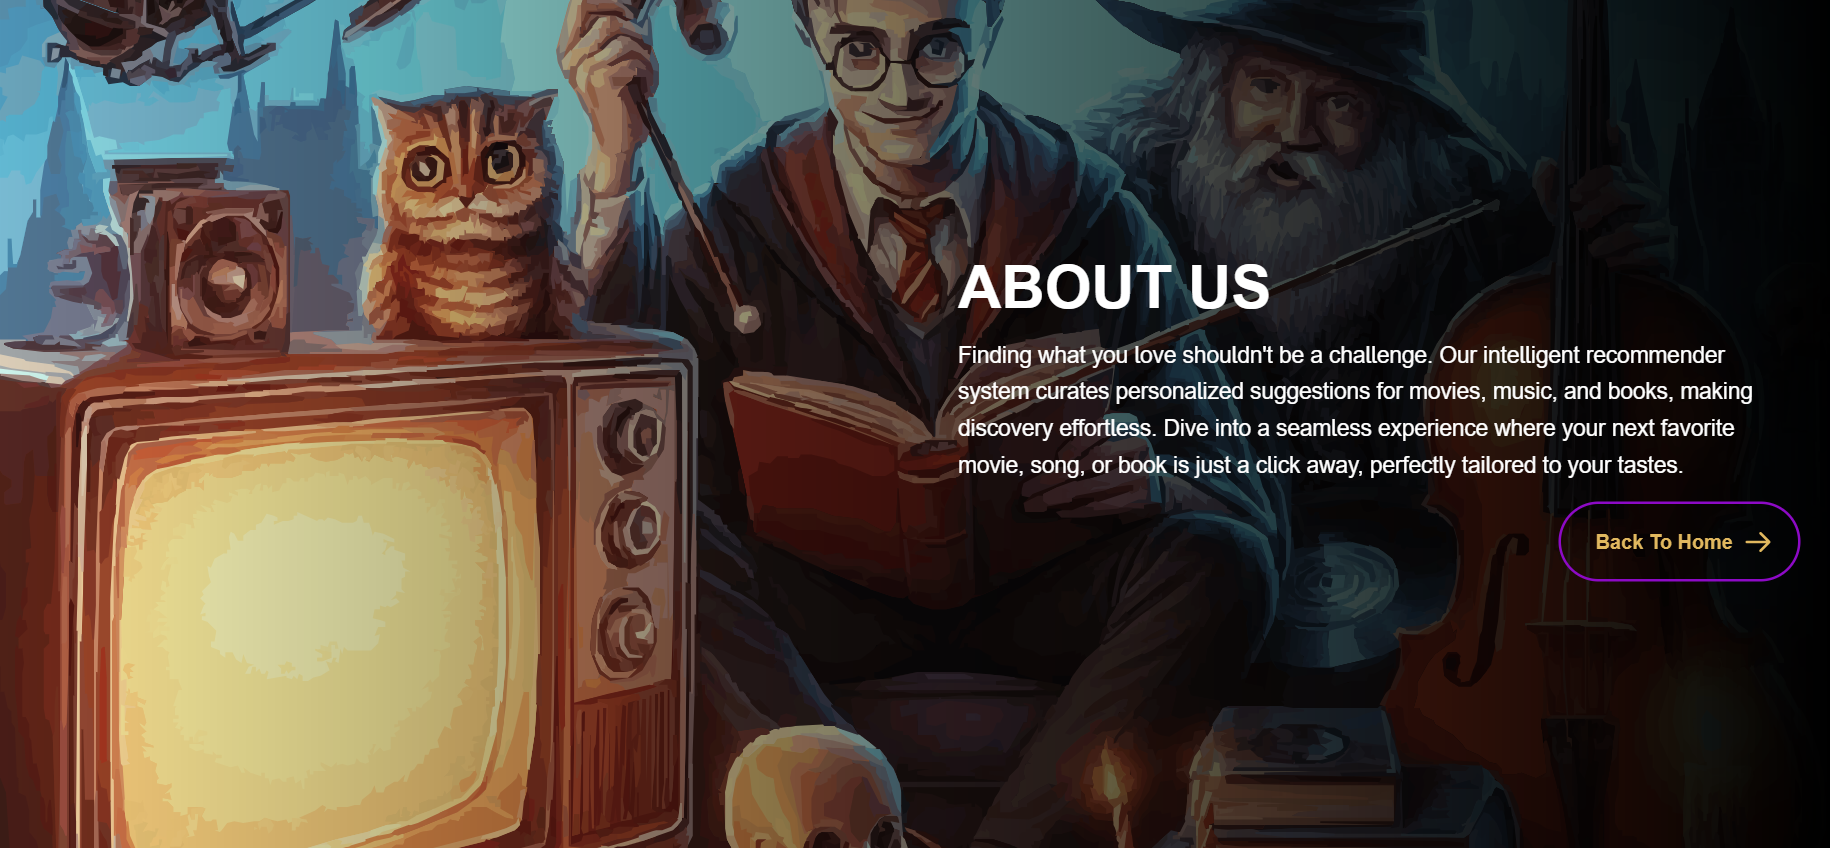 ABOUT US
Finding what you love shouldn't be a challenge. Our intelligent recommender
system curates personalized suggestions for movies, music, and books, making
discovery effortless. Dive into a seamless experience where your next favorite
movie, song, or book is just a click away, perfectly tailored to your tastes.
Back To Home